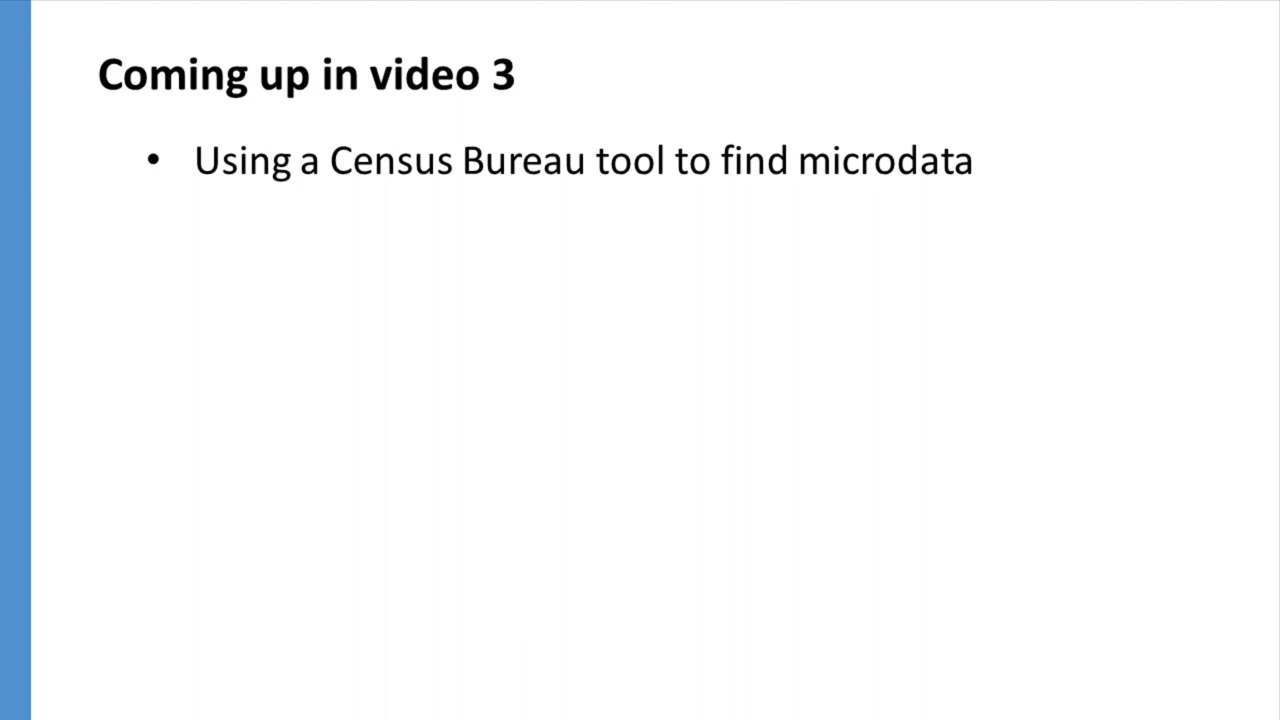 Coming up in video 3
• Using a Census Bureau tool to find microdata